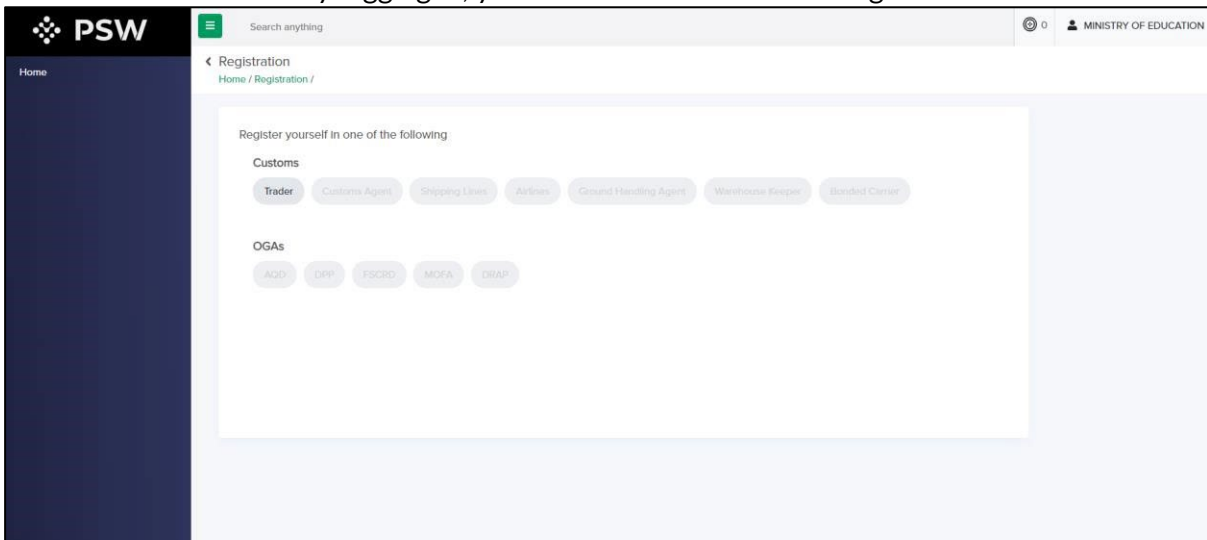 PSW
Search anything
0
MINISTRY OF EDUCATION
Home
Registration
Home / Registration /
Register yourself in one of the following
Customs
Trader Customs Agent Shipping Lines Airlines Ground Handling Agent Warehouse Keeper Bonded Carrier
OGAs
AQD DPP FSCRD MOFA DRAP